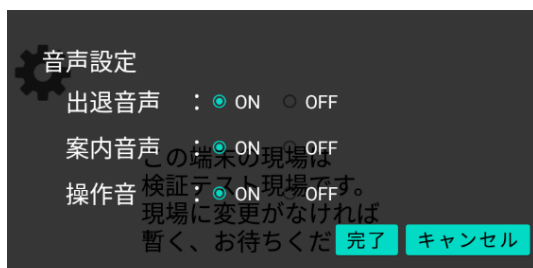 音声設定
出退音声 : ON OFF
案内音声 : ON OFF
操作音 : ON OFF
この端末の現場は
検証テスト現場です。
現場に変更がなければ
暫く、お待ちくだ
完了 キャンセル